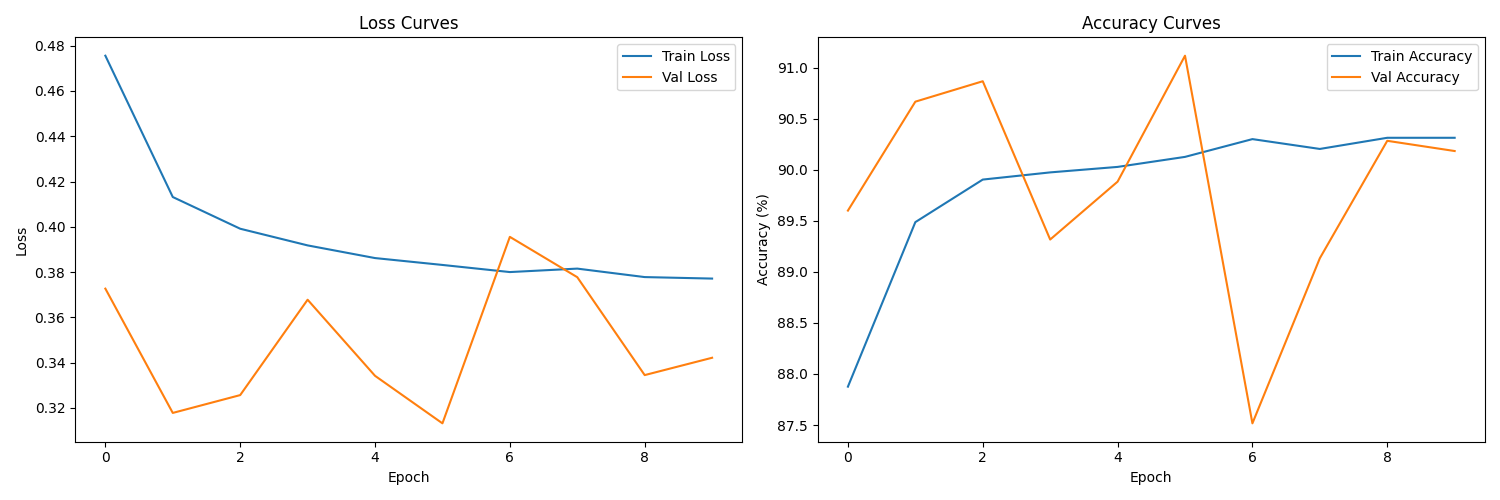 Loss Curves
Train Loss
Val Loss
0.48
0.46
0.44
0.42
0.40
0.38
0.36
0.34
0.32
Loss
0 2 4 6 8
Epoch
Accuracy Curves
Train Accuracy
Val Accuracy
91.0
90.5
90.0
89.5
89.0
88.5
88.0
87.5
Accuracy (%)
0 2 4 6 8
Epoch